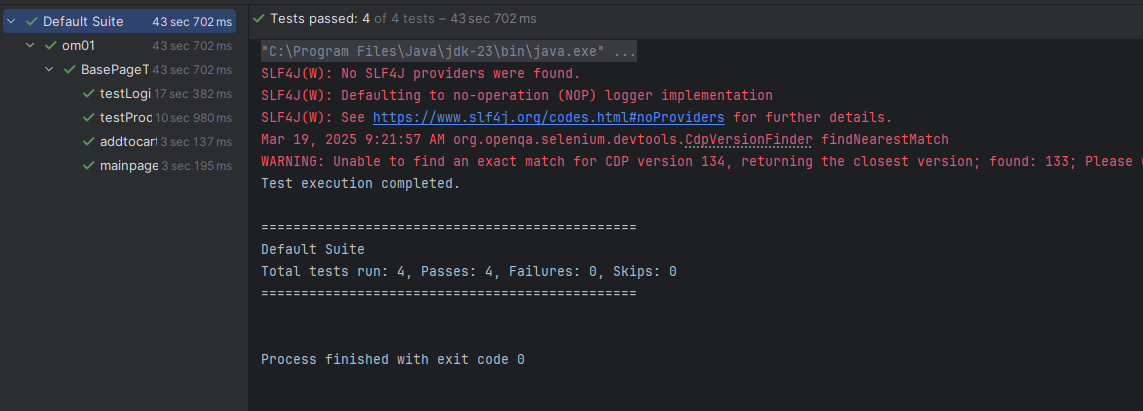 Default Suite 43 sec 702 ms
om01 43 sec 702 ms
BasePageT 43 sec 702 ms
testLogi 17 sec 382 ms
testProd 10 sec 980 ms
addtocart 3 sec 137 ms
mainpage 3 sec 195 ms
Tests passed: 4 of 4 tests – 43 sec 702 ms
"C:\Program Files\Java\jdk-23\bin\java.exe" ...
SLF4J(W): No SLF4J providers were found.
SLF4J(W): Defaulting to no-operation (NOP) logger implementation
SLF4J(W): See https://www.slf4j.org/codes.html#noProviders for further details.
Mar 19, 2025 9:21:57 AM org.openqa.selenium.devtools.CdpVersionFinder findNearestMatch
WARNING: Unable to find an exact match for CDP version 134, returning the closest version; found: 133; Please
Test execution completed.
===============================================
Default Suite
Total tests run: 4, Passes: 4, Failures: 0, Skips: 0
===============================================
Process finished with exit code 0